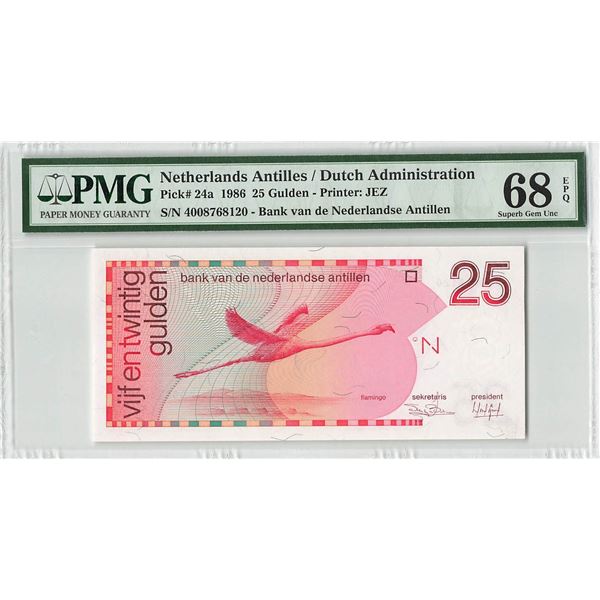 PMG
PAPER MONEY GUARANTY
Netherlands Antilles / Dutch Administration
Pick# 24a 1986 25 Gulden - Printer: JEZ
S/N 4008768120 - Bank van de Nederlandse Antillen
68
EPQ
Superb Gem Unc
bank van de nederlandse antillen
25
vijfentwintig
gulden
°N
flamingo
sekretaris
president